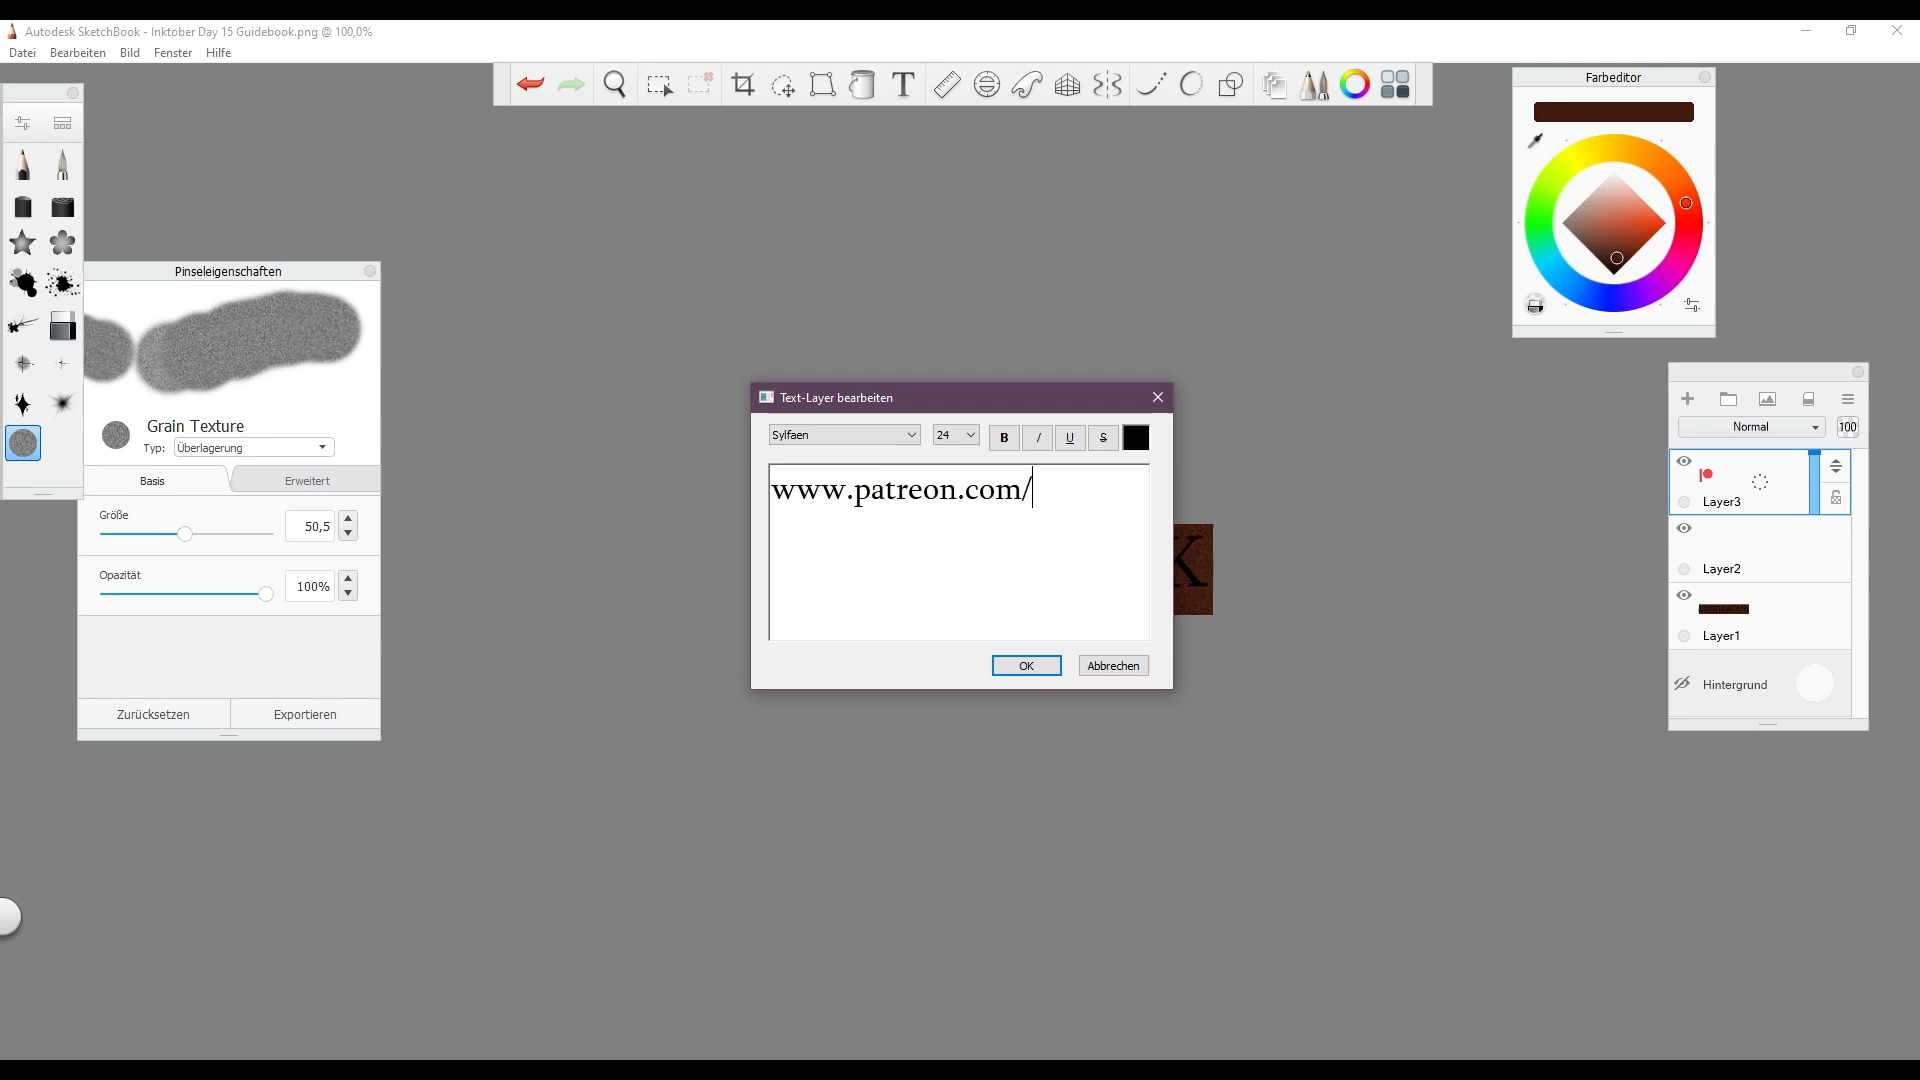 Autodesk SketchBook - Inktober Day 15 Guidebook.png @ 100,0%
Datei Bearbeiten Bild Fenster Hilfe
T
Farbeditor
Pinseleigenschaften
Grain Texture
Typ: Überlagerung
Basis Erweitert
Größe
50,5
Opazität
100%
Zurücksetzen Exportieren
Text-Layer bearbeiten
Sylfaen 24 B / U S
www.patreon.com/
OK Abbrechen
K
Normal 100
Layer3
Layer2
Layer1
Hintergrund